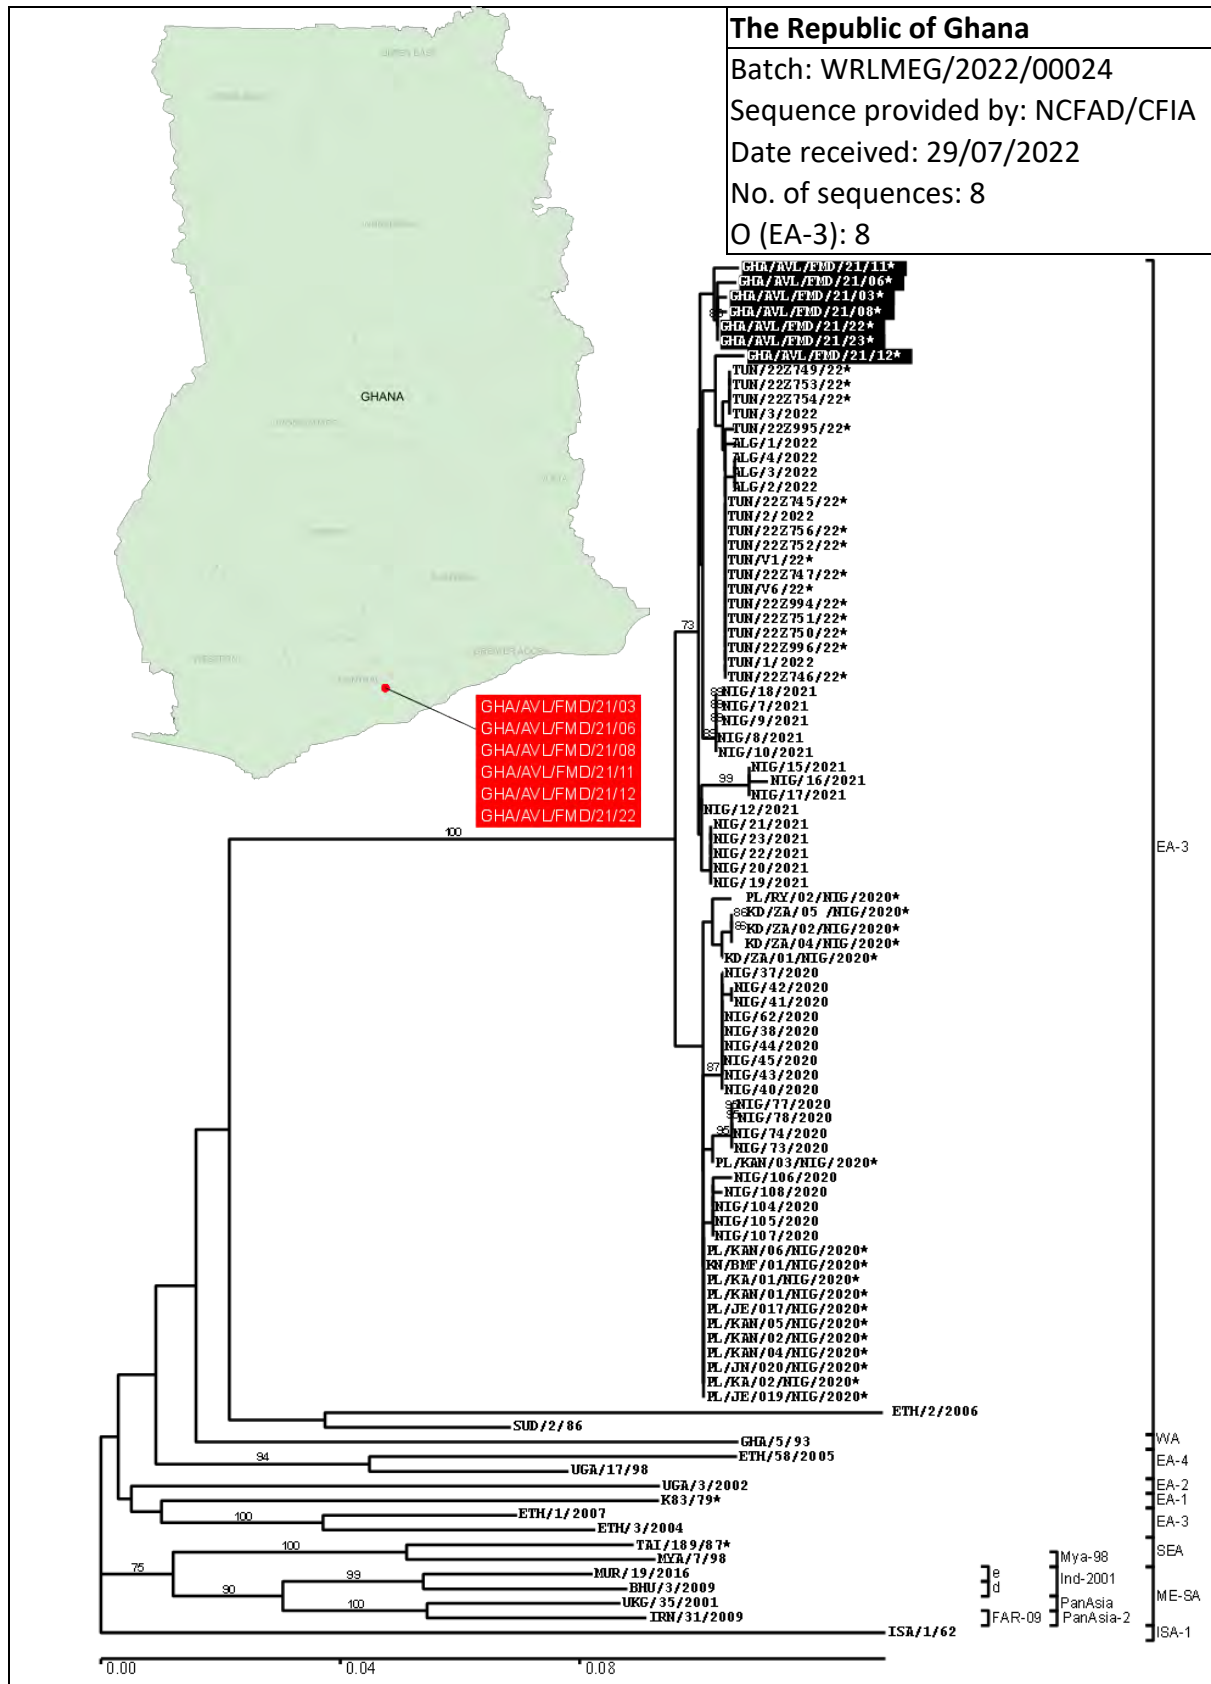 The Republic of Ghana
Batch: WRLMEG/2022/00024
Sequence provided by: NCFAD/CFIA
Date received: 29/07/2022
No. of sequences: 8
O (EA-3): 8
GHANA
GHA/AVL/FMD/21/03
GHA/AVL/FMD/21/06
GHA/AVL/FMD/21/08
GHA/AVL/FMD/21/11
GHA/AVL/FMD/21/12
GHA/AVL/FMD/21/22
GHA/AVL/FMD/21/11*
GHA/AVL/FMD/21/06*
GHA/AVL/FMD/21/03*
GHA/AVL/FMD/21/08*
GHA/AVL/FMD/21/22*
GHA/AVL/FMD/21/23*
GHA/AVL/FMD/21/12*
TUN/22Z749/22*
TUN/22Z753/22*
TUN/22Z754/22*
TUN/3/2022
TUN/22Z995/22*
ALG/1/2022
ALG/4/2022
ALG/3/2022
ALG/2/2022
TUN/22Z745/22*
TUN/2/2022
TUN/22Z756/22*
TUN/22Z752/22*
TUN/V1/22*
TUN/22Z747/22*
TUN/V6/22*
TUN/22Z994/22*
TUN/22Z751/22*
TUN/22Z750/22*
73
TUN/22Z996/22*
TUN/1/2022
TUN/22Z746/22*
NIG/18/2021
NIG/7/2021
NIG/9/2021
89
NIG/8/2021
NIG/10/2021
NIG/15/2021
99
NIG/16/2021
NIG/17/2021
NIG/12/2021
NIG/21/2021
100
NIG/23/2021
NIG/22/2021
EA-3
NIG/20/2021
NIG/19/2021
PL/RY/02/NIG/2020*
86
KD/ZA/05 /NIG/2020*
86
KD/ZA/02/NIG/2020*
KD/ZA/04/NIG/2020*
KD/ZA/01/NIG/2020*
NIG/37/2020
NIG/42/2020
NIG/41/2020
NIG/62/2020
NIG/38/2020
NIG/44/2020
NIG/45/2020
87
NIG/43/2020
NIG/40/2020
NIG/77/2020
NIG/78/2020
95
NIG/74/2020
NIG/73/2020
PL/KAN/03/NIG/2020*
NIG/106/2020
NIG/108/2020
NIG/104/2020
NIG/105/2020
NIG/107/2020
PL/KAN/06/NIG/2020*
KN/BMF/01/NIG/2020*
PL/KA/01/NIG/2020*
PL/KAN/01/NIG/2020*
PL/JE/017/NIG/2020*
PL/KAN/05/NIG/2020*
PL/KAN/02/NIG/2020*
PL/KAN/04/NIG/2020*
PL/JN/020/NIG/2020*
PL/KA/02/NIG/2020*
PL/JE/019/NIG/2020*
ETH/2/2006
SUD/2/86
GHA/5/93 WA
94 ETH/58/2005 EA-4
UGA/17/98
UGA/3/2002 EA-2
K83/79* EA-1
100 ETH/1/2007 EA-3
ETH/3/2004
100 TAI/189/87* SEA
MYA/7/98 Mya-98
75 99 MUR/19/2016 e Ind-2001
90 BHU/3/2009 d
100 UKG/35/2001 PanAsia ME-SA
IRN/31/2009 FAR-09 PanAsia-2
ISA/1/62 ISA-1
0.00 0.04 0.08